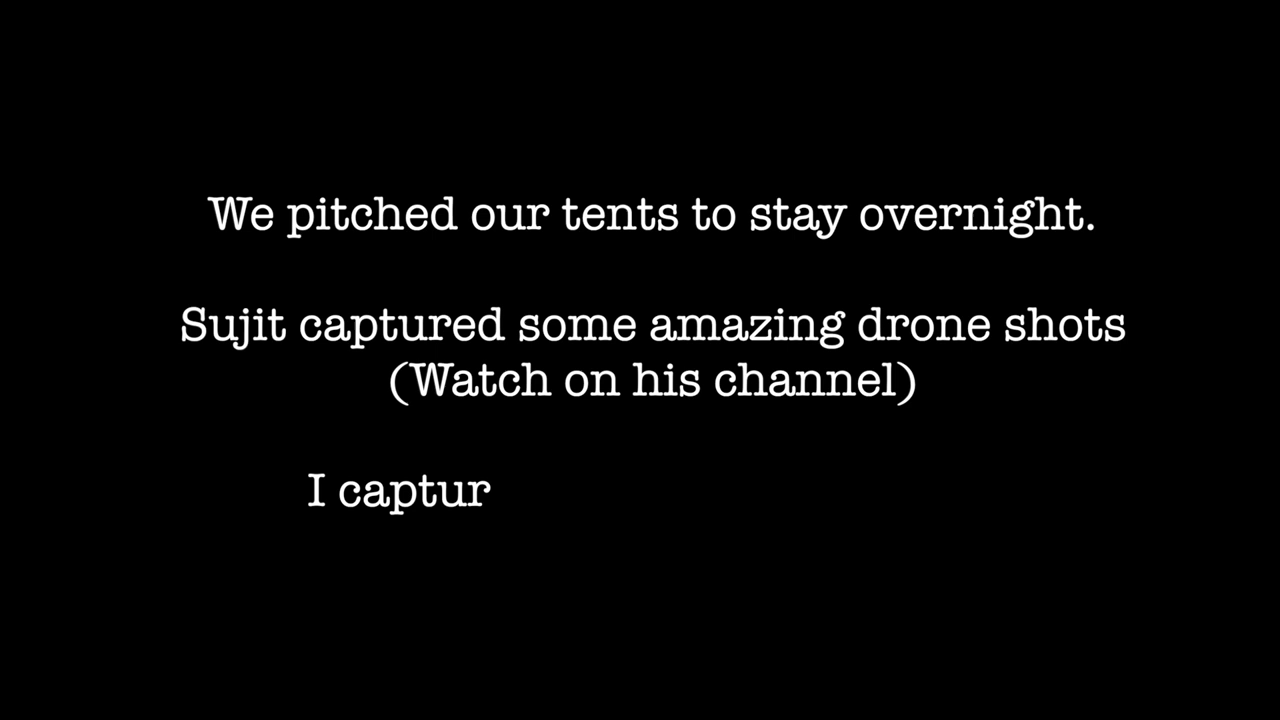 We pitched our tents to stay overnight.
Sujit captured some amazing drone shots
(Watch on his channel)
I captur